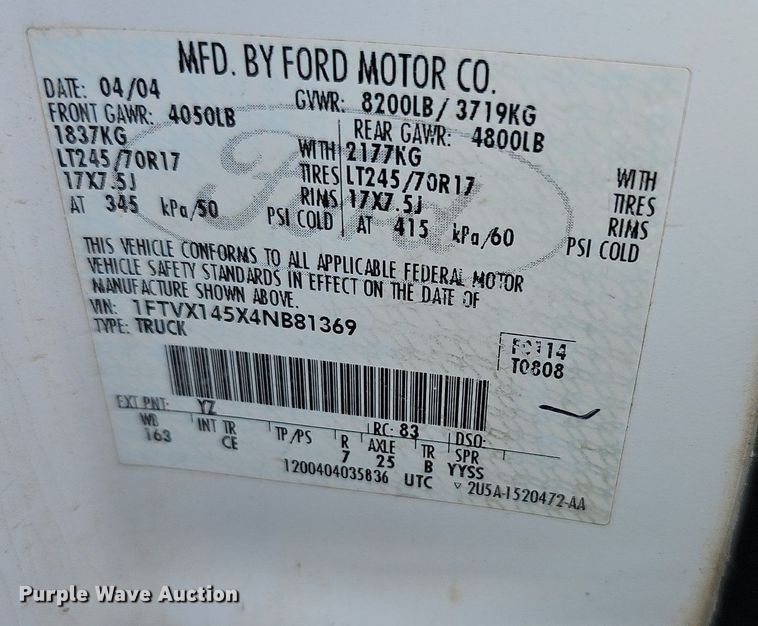 MFD. BY FORD MOTOR CO.
DATE: 04/04 GVWR: 8200LB/ 3719KG
FRONT GAWR: 4050LB REAR GAWR: 4800LB
1837KG WITH 2177KG WITH
LT245/70R17 TIRES LT245/70R17 TIRES
17X7.5J RIMS 17X7.5J RIMS
AT 345 kPa/50 PSI COLD AT 415 kPa/60 PSI COLD
THIS VEHICLE CONFORMS TO ALL APPLICABLE FEDERAL MOTOR
VEHICLE SAFETY STANDARDS IN EFFECT ON THE DATE OF
MANUFACTURE SHOWN ABOVE.
VIN: 1FTVX145X4NB81369
TYPE: TRUCK
F0114
T0808
EXT PNT: YZ RC: 83 DSO:
WB INT TR TP/PS R AXLE TR SPR
163 CE 7 25 B YYSS
1200404035836 UTC ▽ 2U5A-1520472-AA
Ford
Purple Wave Auction